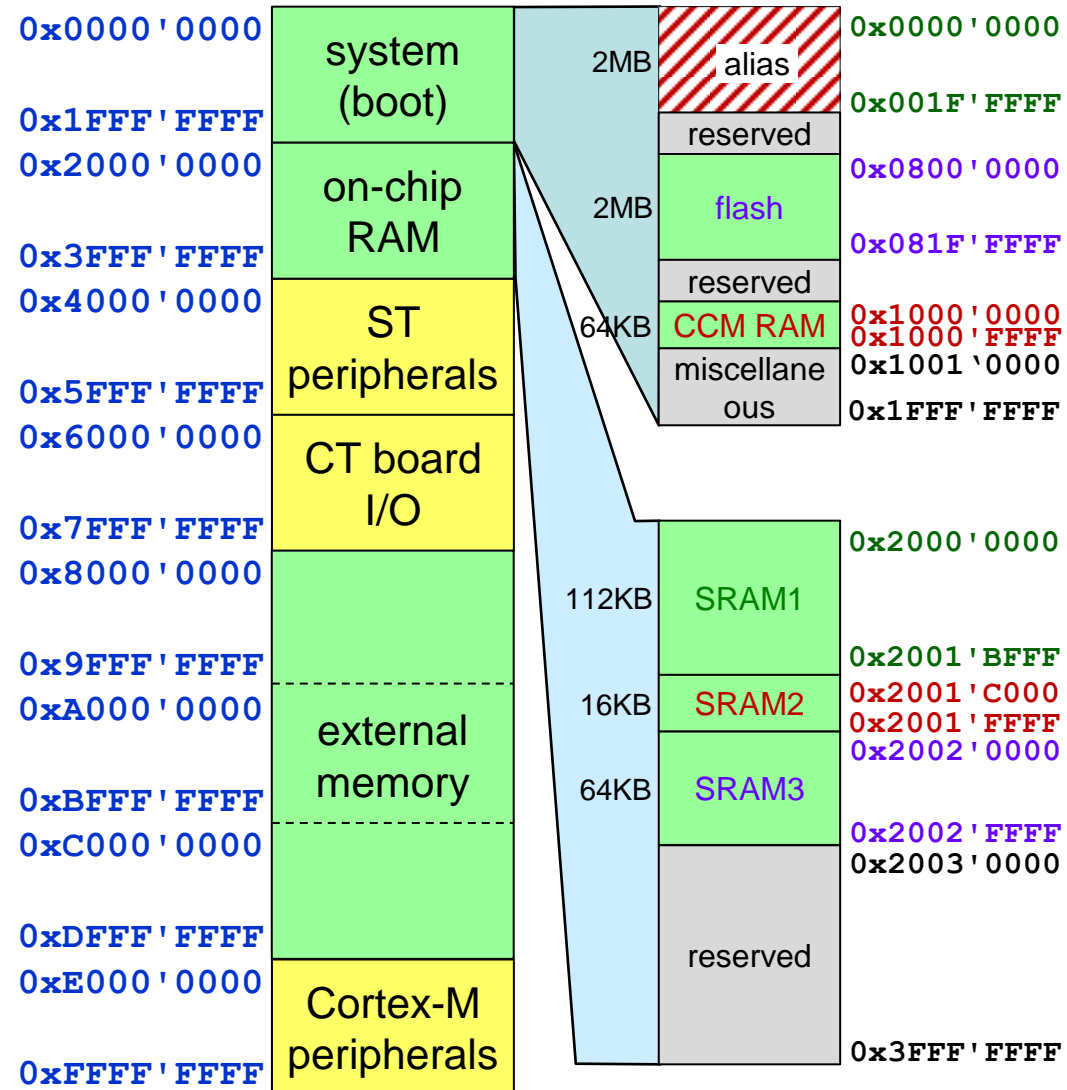 0x0000'0000
system
(boot)
0x1FFF'FFFF
0x2000'0000
on-chip
RAM
0x3FFF'FFFF
0x4000'0000
ST
peripherals
0x5FFF'FFFF
0x6000'0000
CT board
I/O
0x7FFF'FFFF
0x8000'0000
0x9FFF'FFFF
0xA000'0000
external
memory
0xBFFF'FFFF
0xC000'0000
0xDFFF'FFFF
0xE000'0000
Cortex-M
peripherals
0xFFFF'FFFF
2MB
alias
0x0000'0000
0x001F'FFFF
reserved
0x0800'0000
2MB
flash
0x081F'FFFF
reserved
64KB
CCM RAM
0x1000'0000
0x1000'FFFF
0x1001‘0000
miscellane
ous
0x1FFF'FFFF
0x2000'0000
112KB
SRAM1
0x2001'BFFF
16KB
SRAM2
0x2001'C000
0x2001'FFFF
0x2002'0000
64KB
SRAM3
0x2002'FFFF
0x2003'0000
reserved
0x3FFF'FFFF